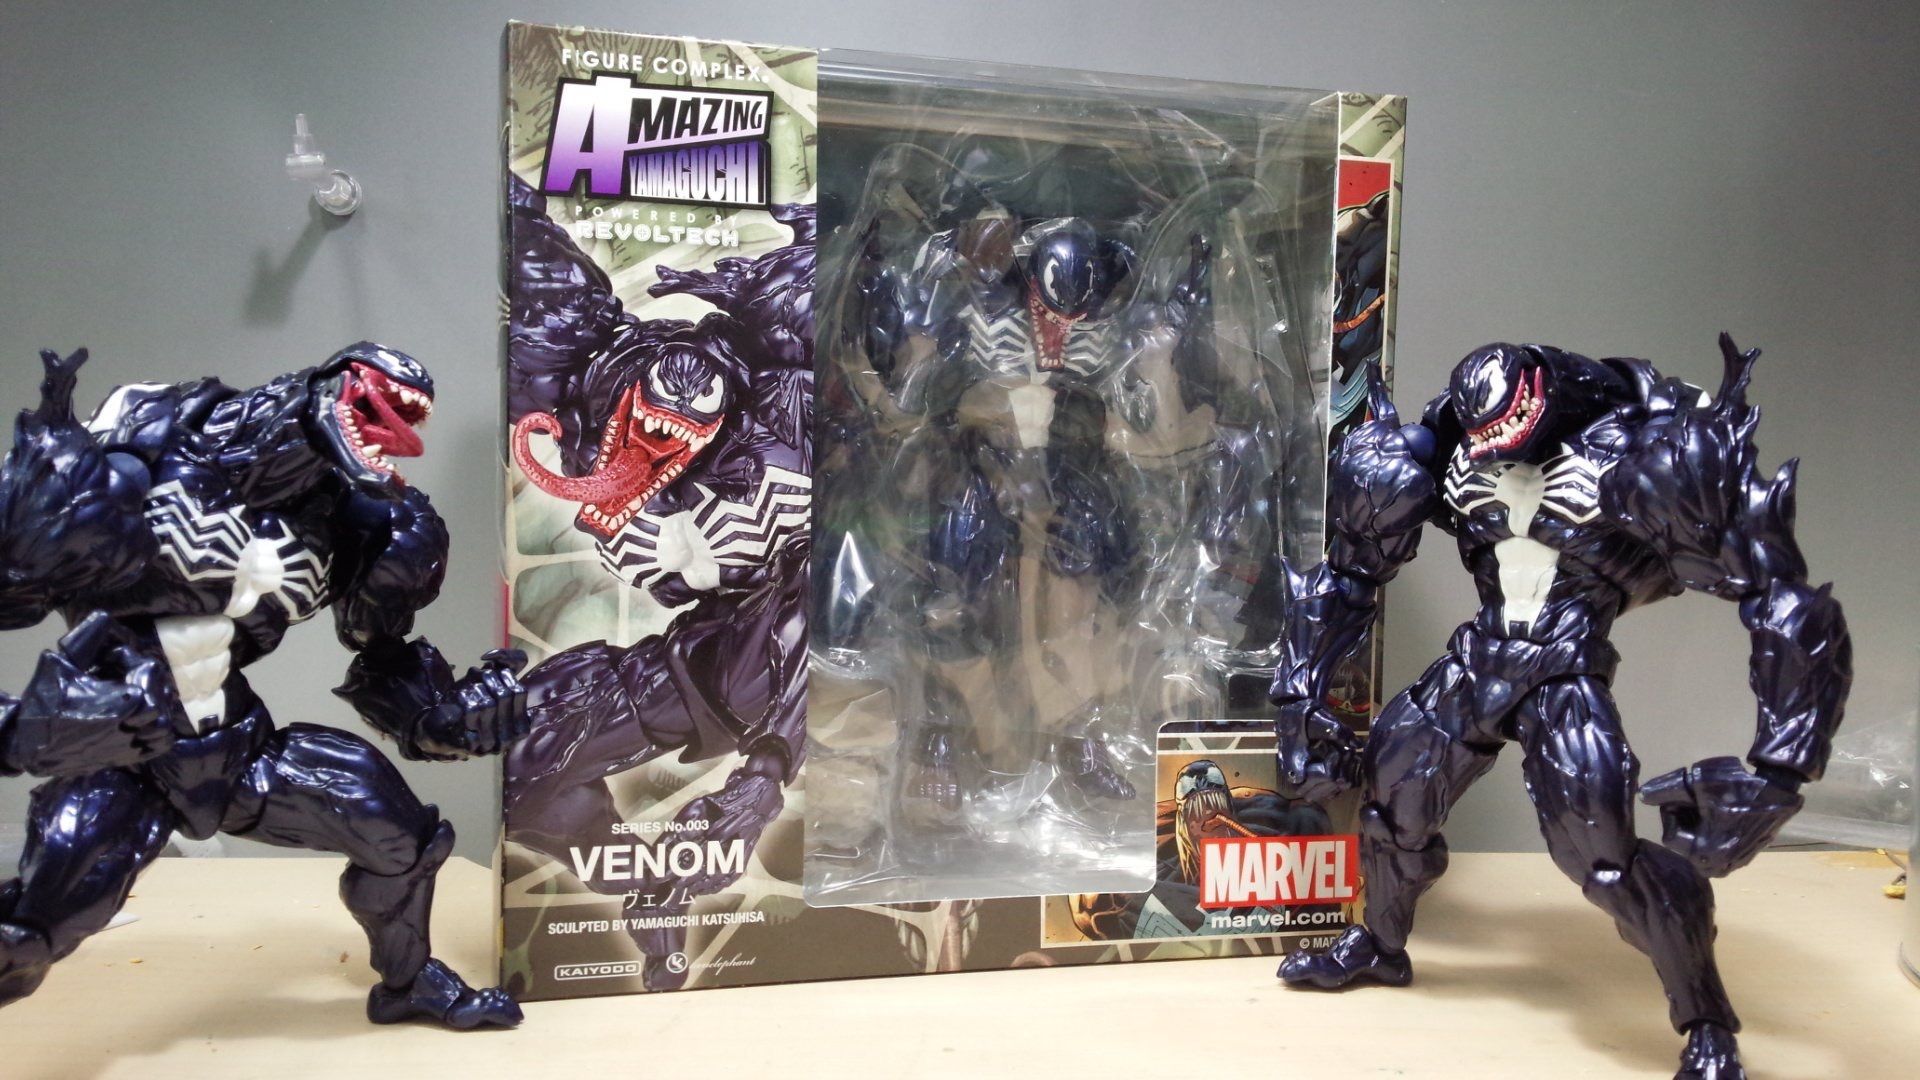 FIGURE COMPLEX®
AMAZING
YAMAGUCHI
POWERED BY
REVOLTECH
SERIES No.003
VENOM
ヴェノム
SCULPTED BY YAMAGUCHI KATSUHISA
KAIYODO
MARVEL
marvel.com